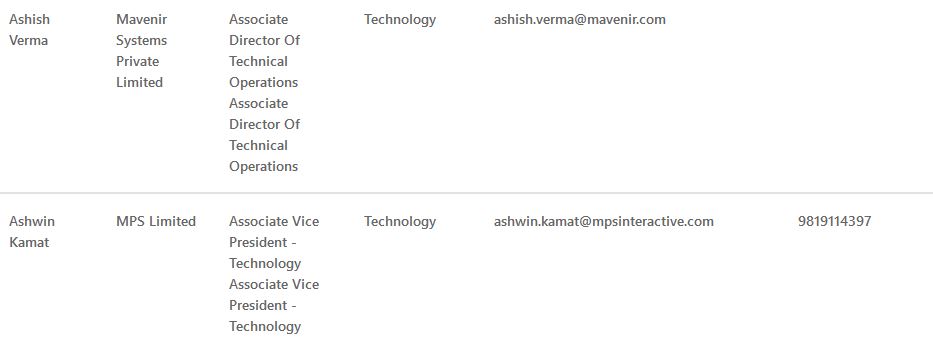 Ashish Verma
Mavenir Systems Private Limited
Associate Director Of Technical Operations Associate Director Of Technical Operations
Technology
ashish.verma@mavenir.com
Ashwin Kamat
MPS Limited
Associate Vice President - Technology Associate Vice President - Technology
Technology
ashwin.kamat@mpsinteractive.com
9819114397